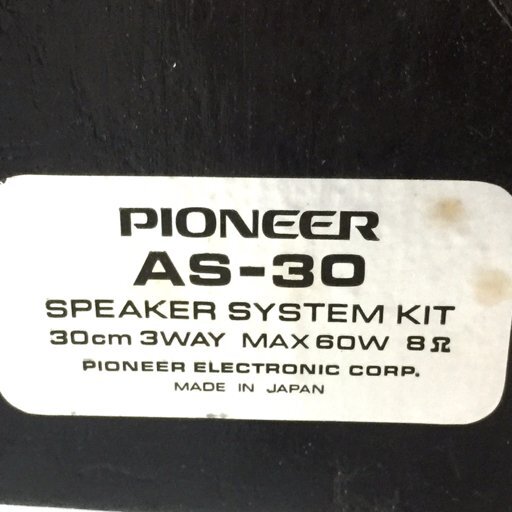 PIONEER
AS-30
SPEAKER SYSTEM KIT
30cm 3WAY MAX 60W 8Ω
PIONEER ELECTRONIC CORP.
MADE IN JAPAN